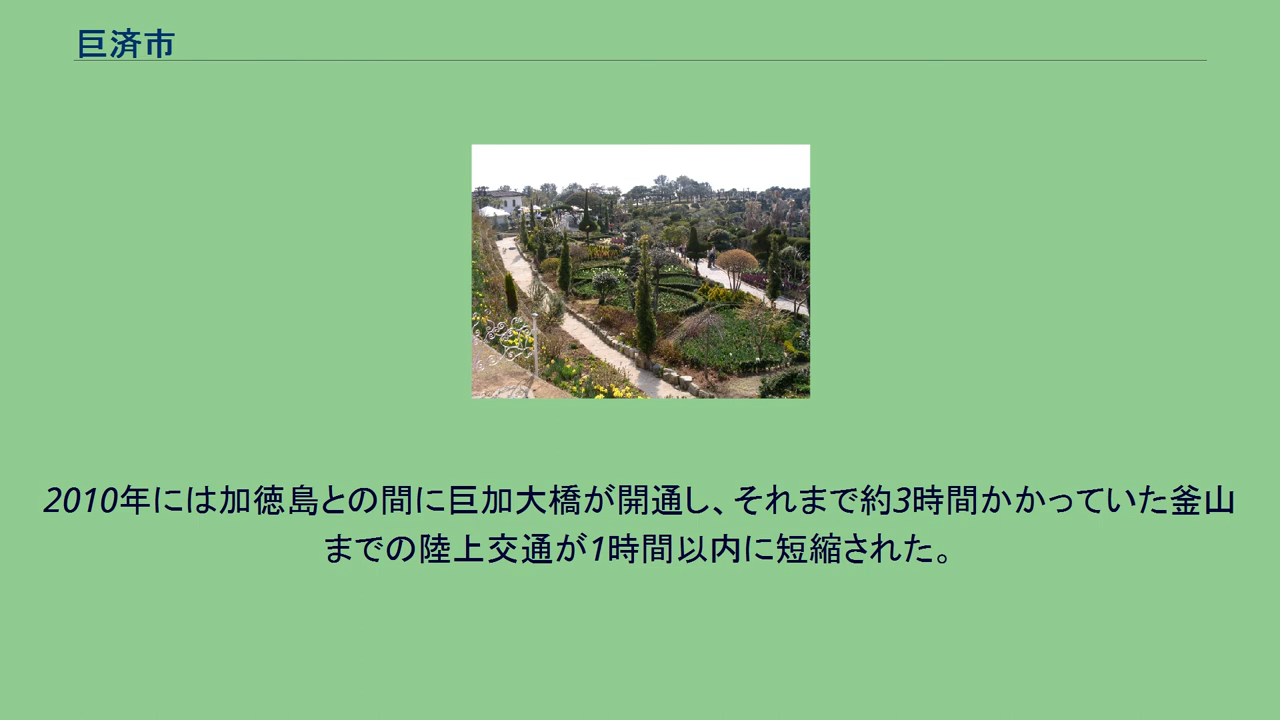 巨済市
2010年には加徳島との間に巨加大橋が開通し、それまで約3時間かかっていた釜山
までの陸上交通が1時間以内に短縮された。